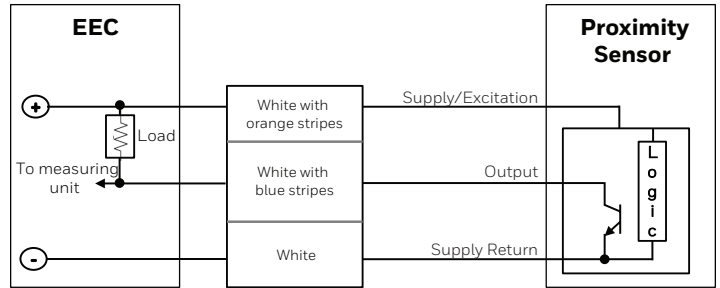 EEC
Proximity
Sensor
+
White with
orange stripes
Supply/Excitation
Load
To measuring
unit
White with
blue stripes
Output
L
o
g
i
c
-
White
Supply Return